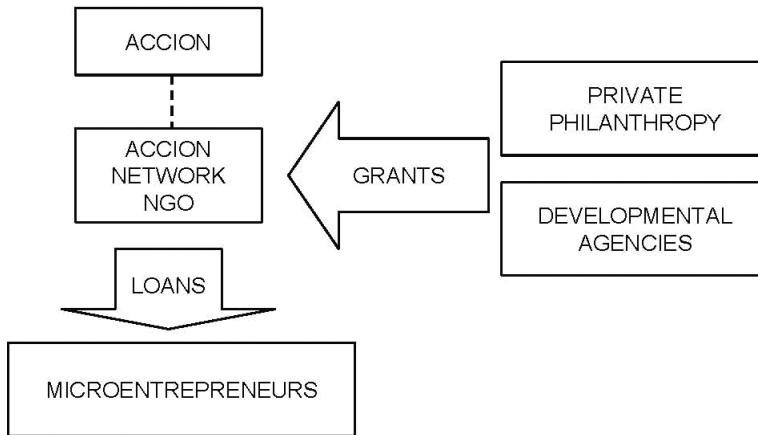 ACCION
ACCION
NETWORK
NGO
GRANTS
PRIVATE
PHILANTHROPY
DEVELOPMENTAL
AGENCIES
LOANS
MICROENTREPRENEURS